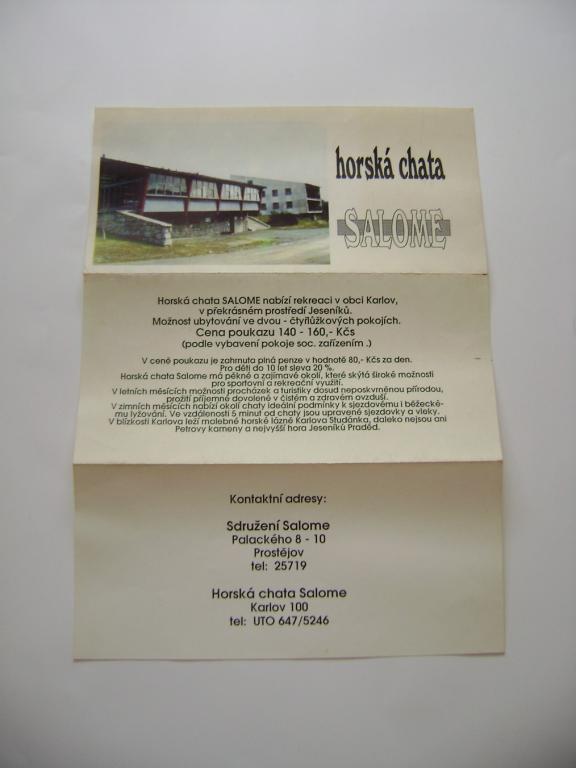 horská chata
SALOME
Horská chata SALOME nabízí rekreaci v obci Karlov,
v překrásném prostředí Jeseníků.
Možnost ubytování ve dvou - čtyřlůžkových pokojích.
Cena poukazu 140 - 160,- Kčs
(podle vybavení pokoje soc. zařízením .)
V ceně poukazu je zahrnuta plná penze v hodnotě 80,- Kčs za den.
Pro děti do 10 let sleva 20 %.
Horská chata Salome má pěkné a zajímavé okolí, které skýtá široké možnosti
pro sportovní a rekreační využití.
V letních měsících možnosti procházek a turistiky dosud neposkvrněnou přírodou,
prožití příjemné dovolené v čistém a zdravém ovzduší.
V zimních měsících nabízí okolí chaty ideální podmínky k sjezdovému i běžecké-
mu lyžování. Ve vzdálenosti 5 minut od chaty jsou upravené sjezdovky a vleky.
V blízkosti Karlova leží malebné horské lázně Karlova Studánka, daleko nejsou ani
Petrovy kameny a nejvyšší hora Jeseníků Praděd.
Kontaktní adresy:
Sdružení Salome
Palackého 8 - 10
Prostějov
tel: 25719
Horská chata Salome
Karlov 100
tel: UTO 647/5246